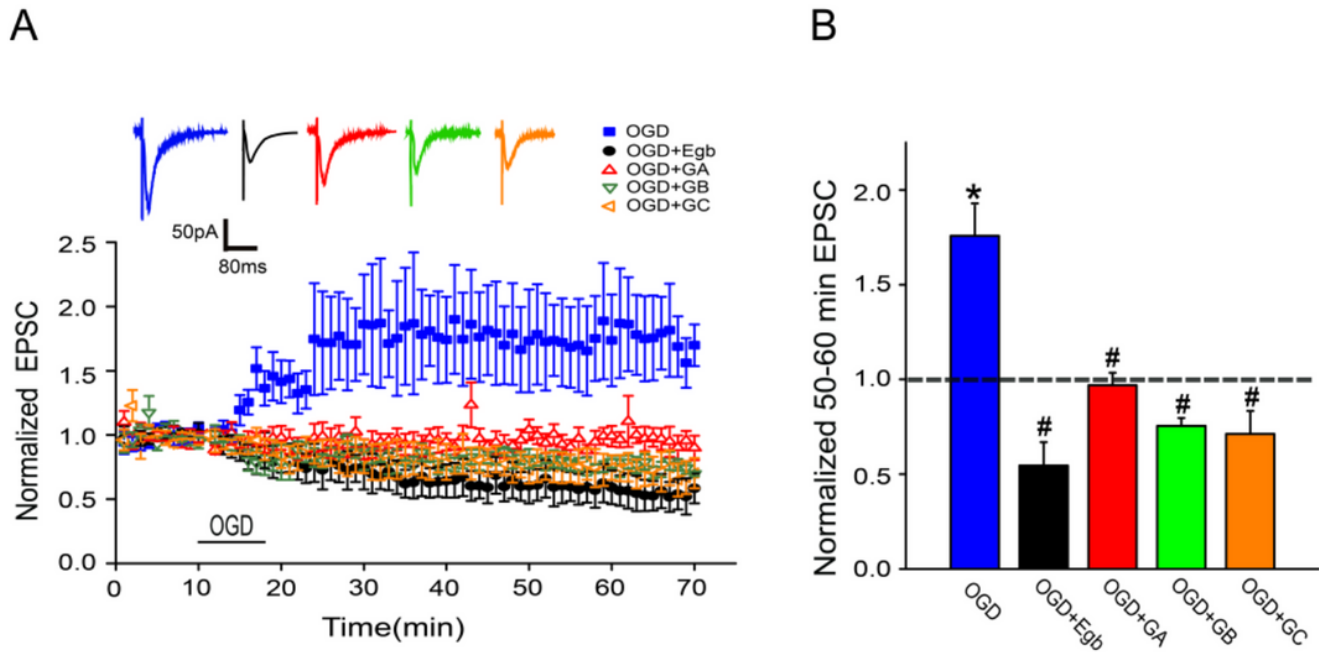 A
B
OGD
OGD+Egb
OGD+GA
OGD+GB
OGD+GC
50pA
80ms
Normalized EPSC
2.5
2.0
1.5
1.0
0.5
0.0
OGD
0 10 20 30 40 50 60 70
Time(min)
Normalized 50-60 min EPSC
2.0
1.5
1.0
0.5
0.0
*
#
#
#
#
OGD
OGD+Egb
OGD+GA
OGD+GB
OGD+GC